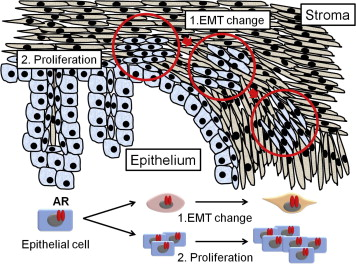 1.EMT change
Stroma
2. Proliferation
Epithelium
AR
1.EMT change
Epithelial cell
2. Proliferation